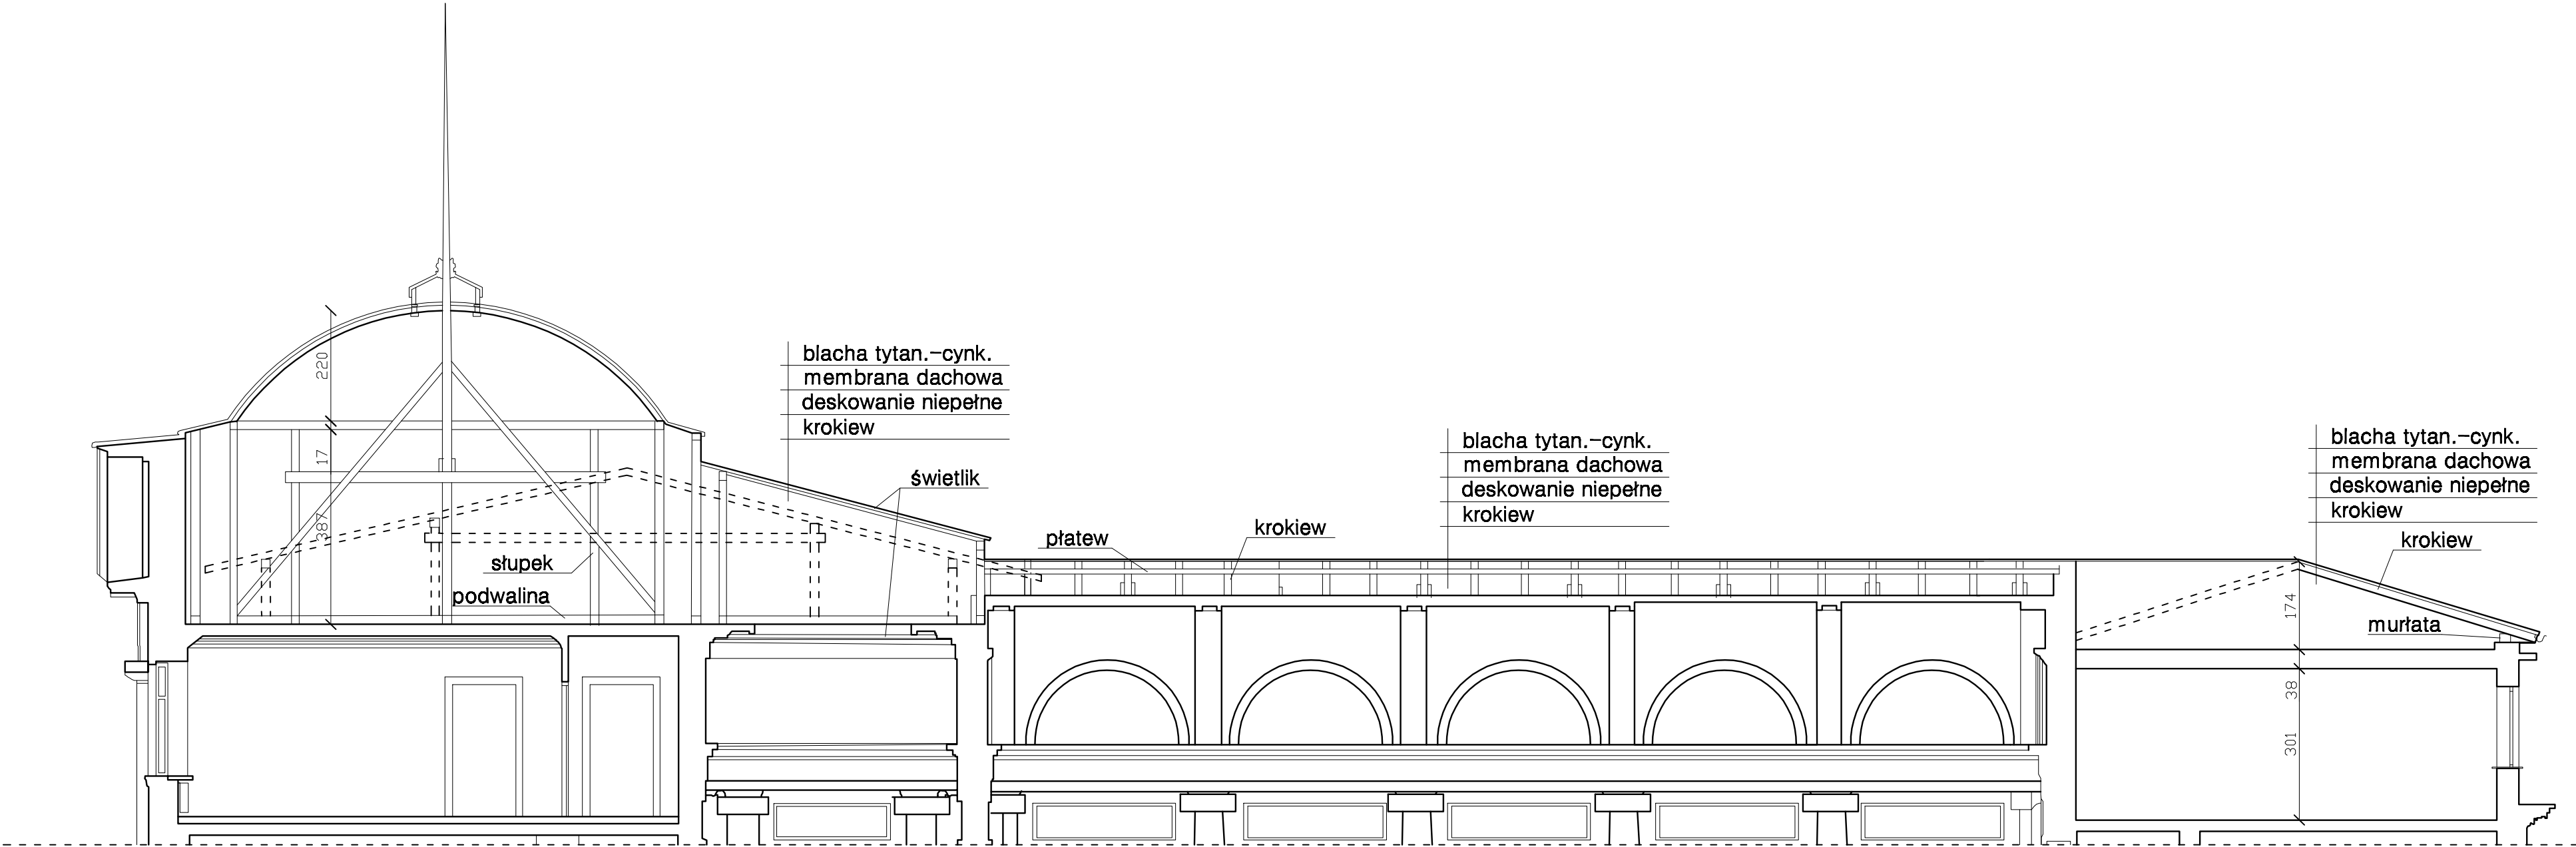 220
17
387
blacha tytan.-cynk.
membrana dachowa
deskowanie niepełne
krokiew
świetlik
słupek
podwalina
płatew
krokiew
blacha tytan.-cynk.
membrana dachowa
deskowanie niepełne
krokiew
blacha tytan.-cynk.
membrana dachowa
deskowanie niepełne
krokiew
krokiew
murłata
174
38
301